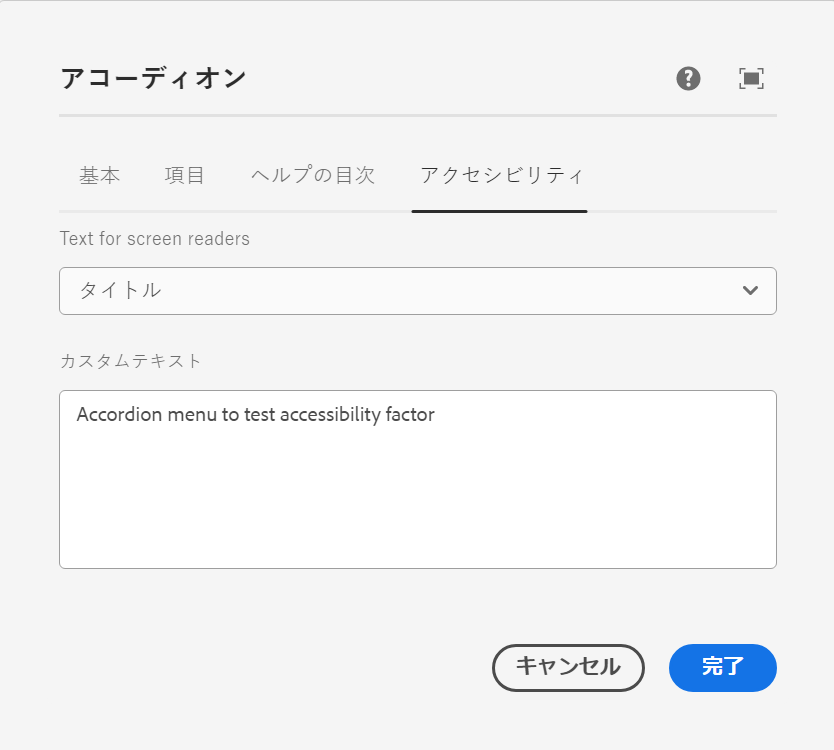 アコーディオン
基本 項目 ヘルプの目次 アクセシビリティ
Text for screen readers
タイトル
カスタムテキスト
Accordion menu to test accessibility factor
キャンセル 完了